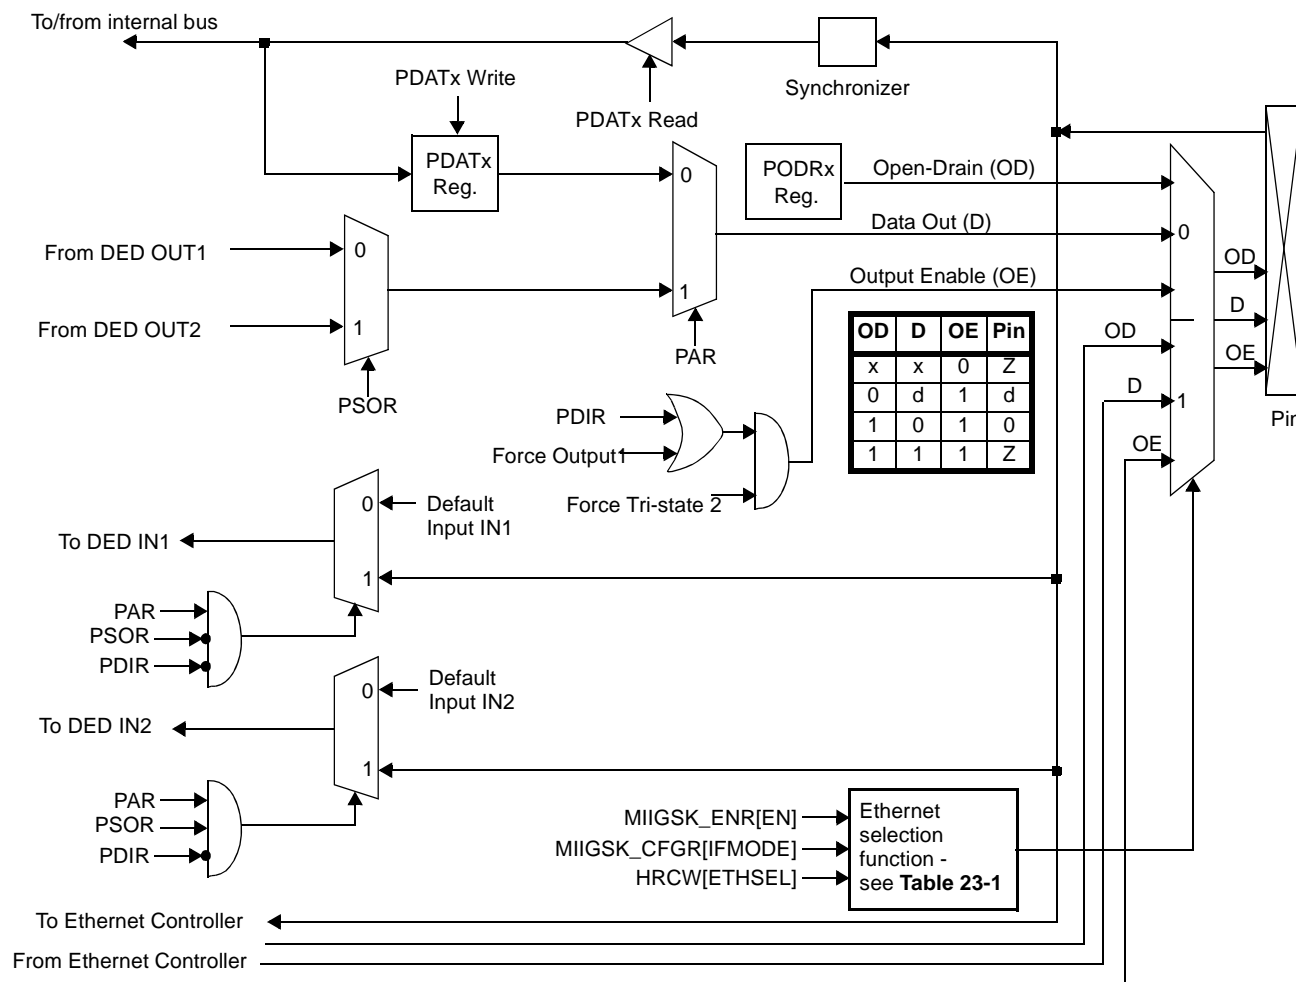 To/from internal bus
PDATx Write
Synchronizer
PDATx Read
PDATx
Reg.
0
PODRx
Reg.
Open-Drain (OD)
From DED OUT1
0
Data Out (D)
0
OD
Output Enable (OE)
1
D
From DED OUT2
1
OD D OE Pin
x x 0 Z
0 d 1 d
1 0 1 0
1 1 1 Z
OD
OE
PAR
PSOR
D
1
PDIR
Force Output1
OE
Force Tri-state 2
0
Default
Input IN1
To DED IN1
1
PAR
PSOR
PDIR
0
Default
Input IN2
To DED IN2
1
PAR
PSOR
PDIR
MIIGSK_ENR[EN]
MIIGSK_CFGR[IFMODE]
HRCW[ETHSEL]
Ethernet
selection
function -
see Table 23-1
To Ethernet Controller
From Ethernet Controller